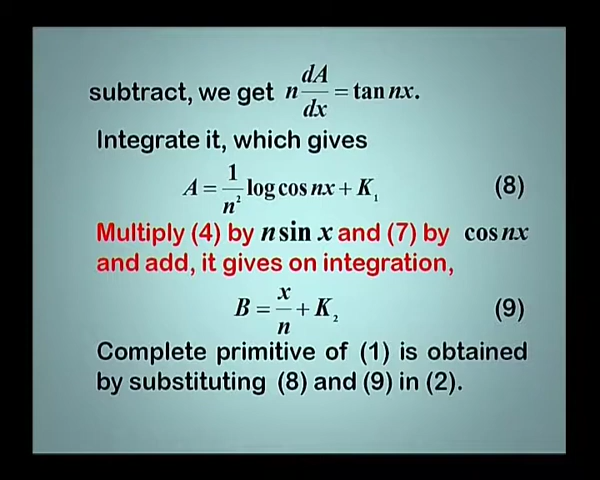 subtract, we get n dA/dx = tan nx.
Integrate it, which gives
A = 1/n² log cos nx + K₁ (8)
Multiply (4) by n sin x and (7) by cos nx
and add, it gives on integration,
B = x/n + K₂ (9)
Complete primitive of (1) is obtained
by substituting (8) and (9) in (2).